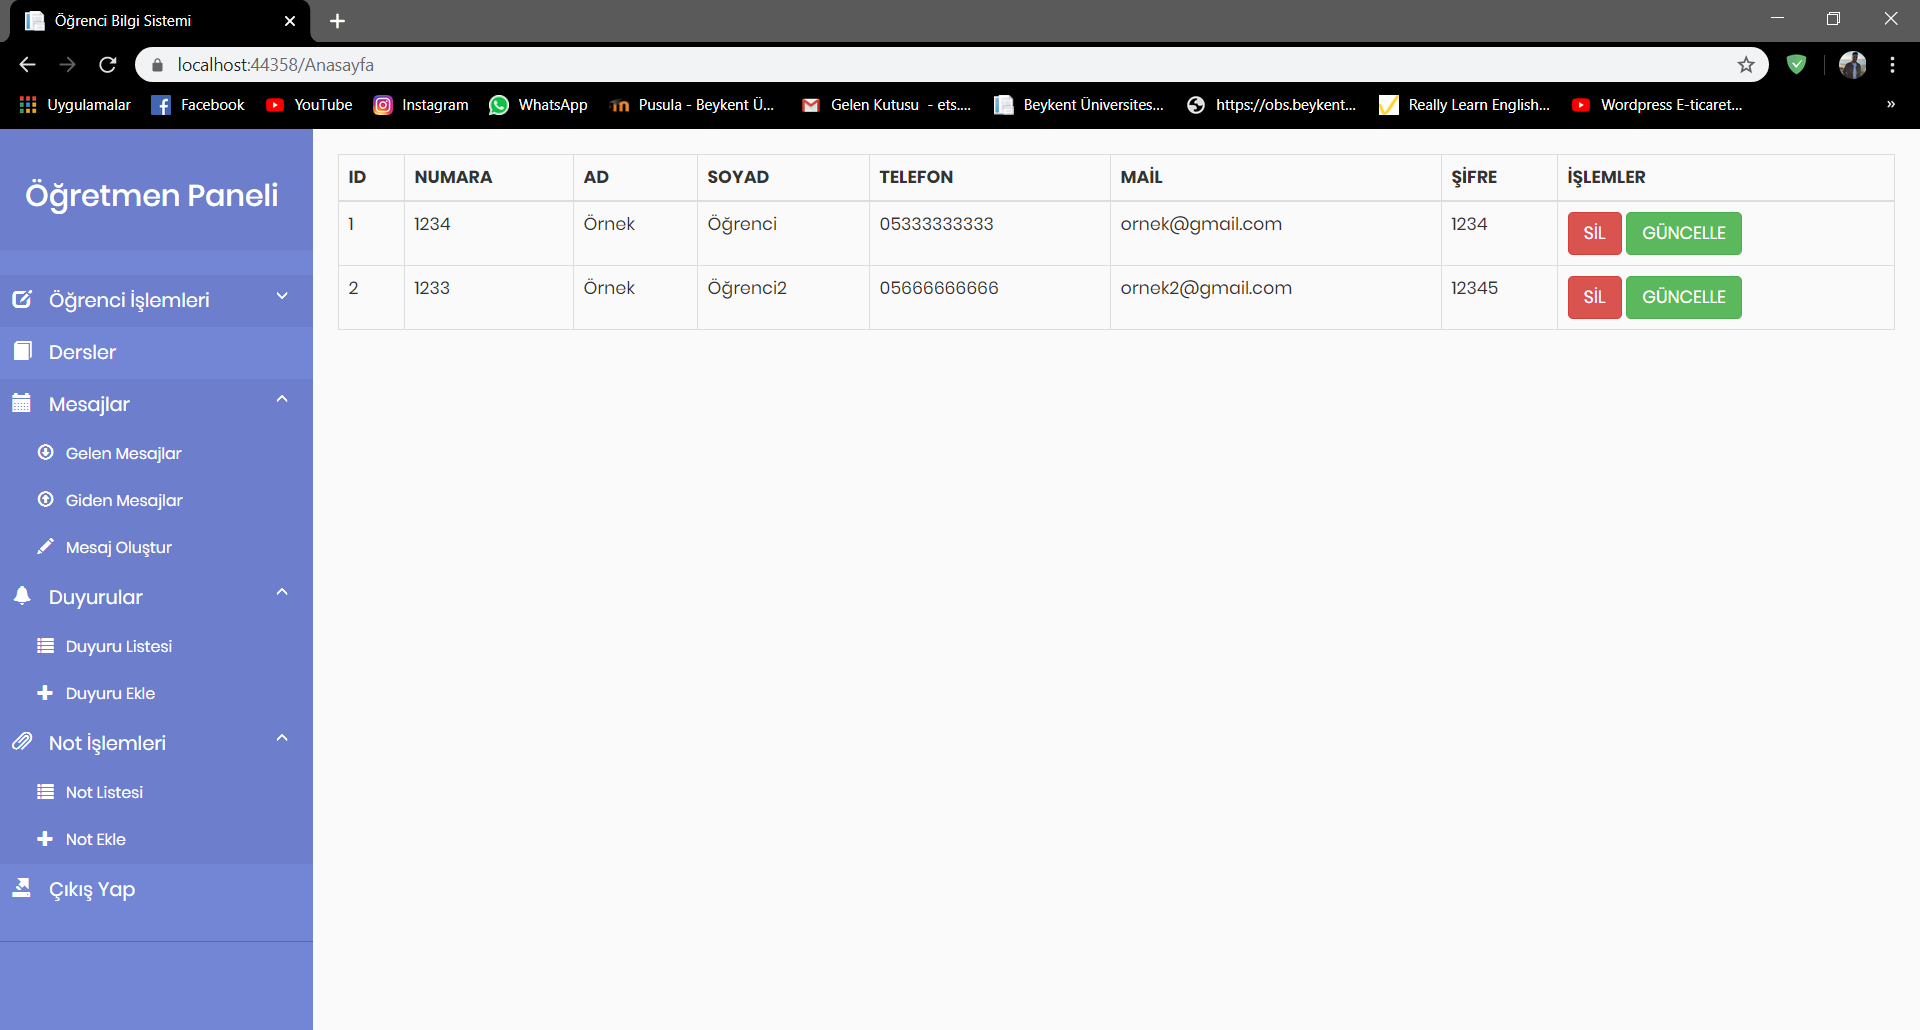 Öğrenci Bilgi Sistemi
localhost:44358/Anasayfa
Uygulamalar Facebook YouTube Instagram WhatsApp Pusula - Beykent Ü... Gelen Kutusu - ets.... Beykent Üniversites... https://obs.beykent... Really Learn English... Wordpress E-ticaret... »
Öğretmen Paneli
Öğrenci İşlemleri
Dersler
Mesajlar
Gelen Mesajlar
Giden Mesajlar
Mesaj Oluştur
Duyurular
Duyuru Listesi
Duyuru Ekle
Not İşlemleri
Not Listesi
Not Ekle
Çıkış Yap
ID NUMARA AD SOYAD TELEFON MAİL ŞİFRE İŞLEMLER
1 1234 Örnek Öğrenci 05333333333 ornek@gmail.com 1234 SİL GÜNCELLE
2 1233 Örnek Öğrenci2 05666666666 ornek2@gmail.com 12345 SİL GÜNCELLE